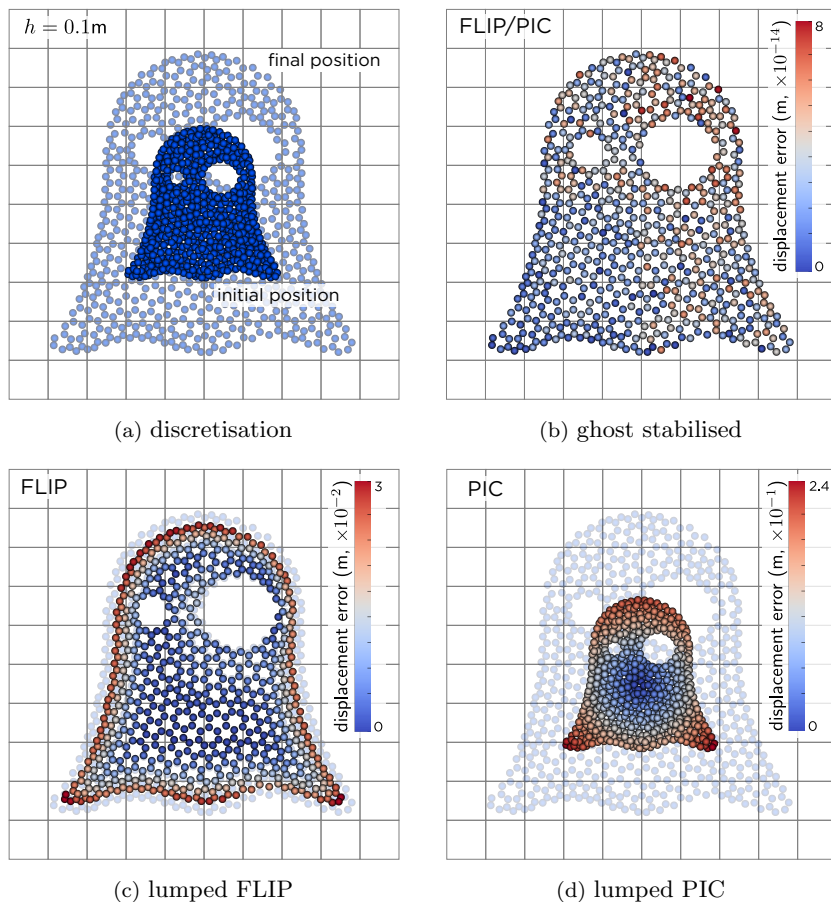 h = 0.1m
final position
initial position
(a) discretisation
FLIP/PIC
8
displacement error (m, ×10⁻¹⁴)
0
(b) ghost stabilised
FLIP
3
displacement error (m, ×10⁻²)
0
(c) lumped FLIP
PIC
2.4
displacement error (m, ×10⁻¹)
0
(d) lumped PIC